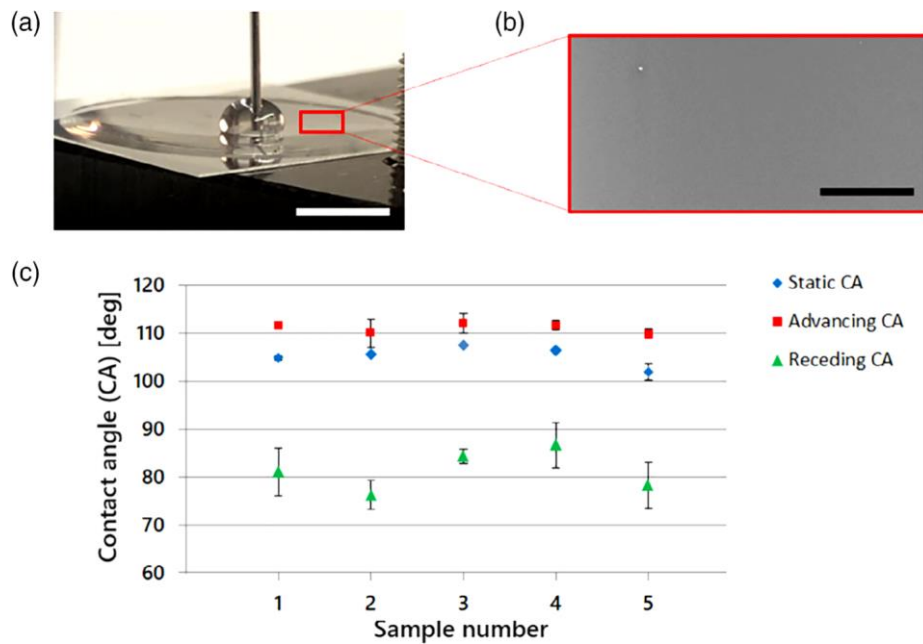 (a)
(b)
(c)
120
110
100
90
80
70
60
Contact angle (CA) [deg]
1 2 3 4 5
Sample number
Static CA
Advancing CA
Receding CA